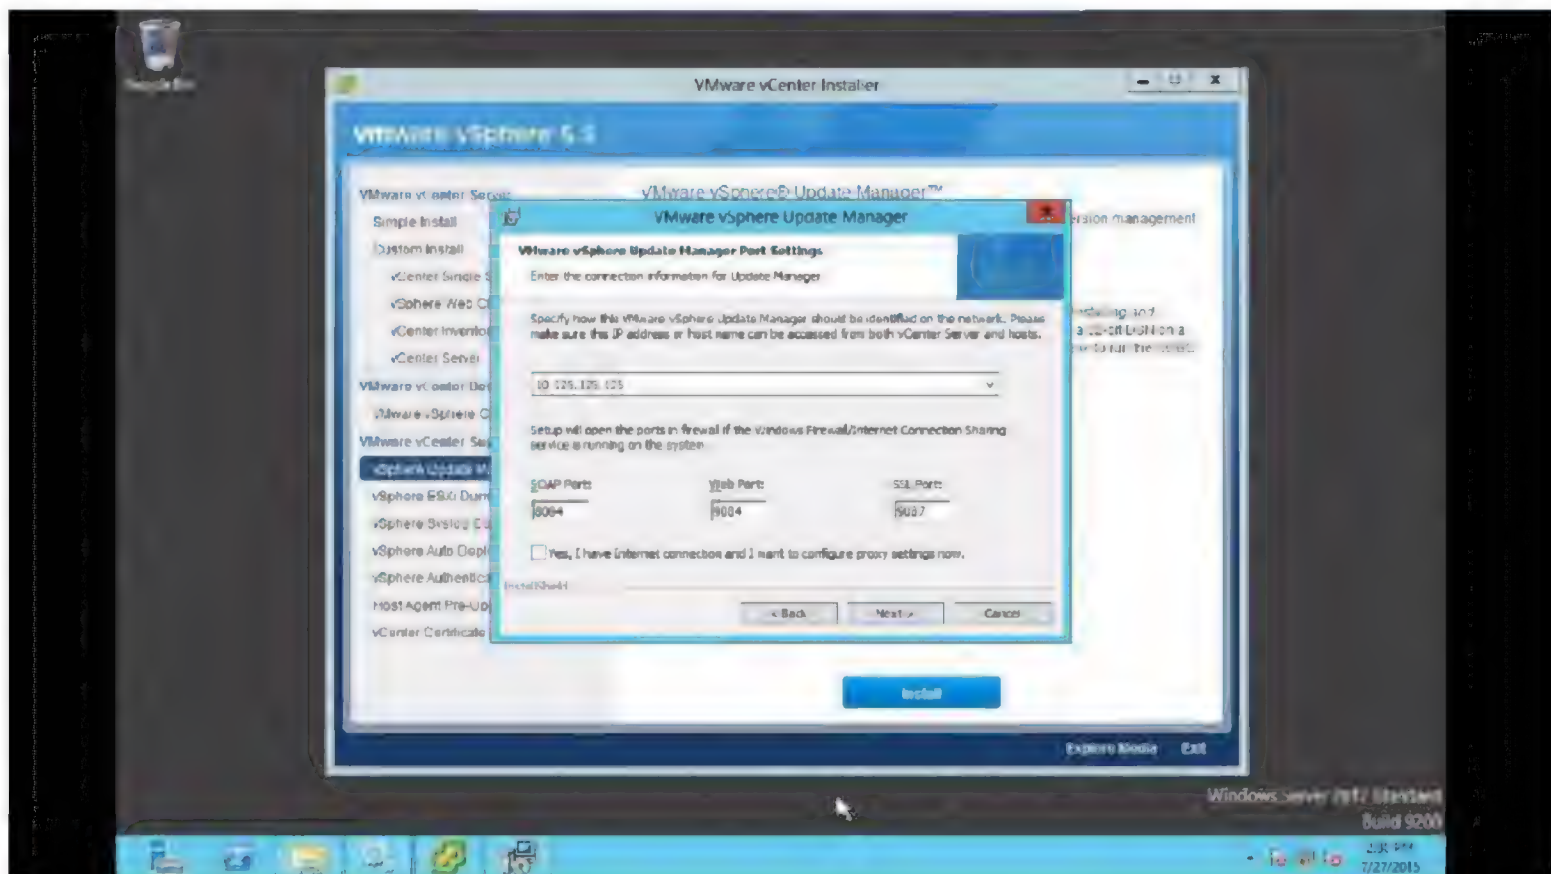 VMware vCenter Installer
VMware vSphere 5.5
VMware vCenter Server
Simple Install
Custom Install
vCenter Single S
vSphere Web Cl
vCenter Invento
vCenter Server
VMware vCenter Des
VMware vSphere C
VMware vCenter Sup
vSphere Update M
vSphere ESXi Dum
vSphere Syslog Co
vSphere Auto Depl
vSphere Authentica
Host Agent Pre-Up
vCenter Certificate
VMware vSphere® Update Manager™
ersion management
VMware vSphere Update Manager
VMware vSphere Update Manager Port Settings
Enter the connection information for Update Manager
Specify how this VMware vSphere Update Manager should be identified on the network. Please
make sure this IP address or host name can be accessed from both vCenter Server and hosts.
Setup will open the ports in firewall if the Windows Firewall/Internet Connection Sharing
service is running on the system.
SOAP Port: Web Port: SSL Port:
8084 9084 9087
Yes, I have Internet connection and I want to configure proxy settings now.
InstallShield
< Back Next > Cancel
Install
Explore Media Exit
Windows Server 2012 Standard
Build 9200
7/27/2015